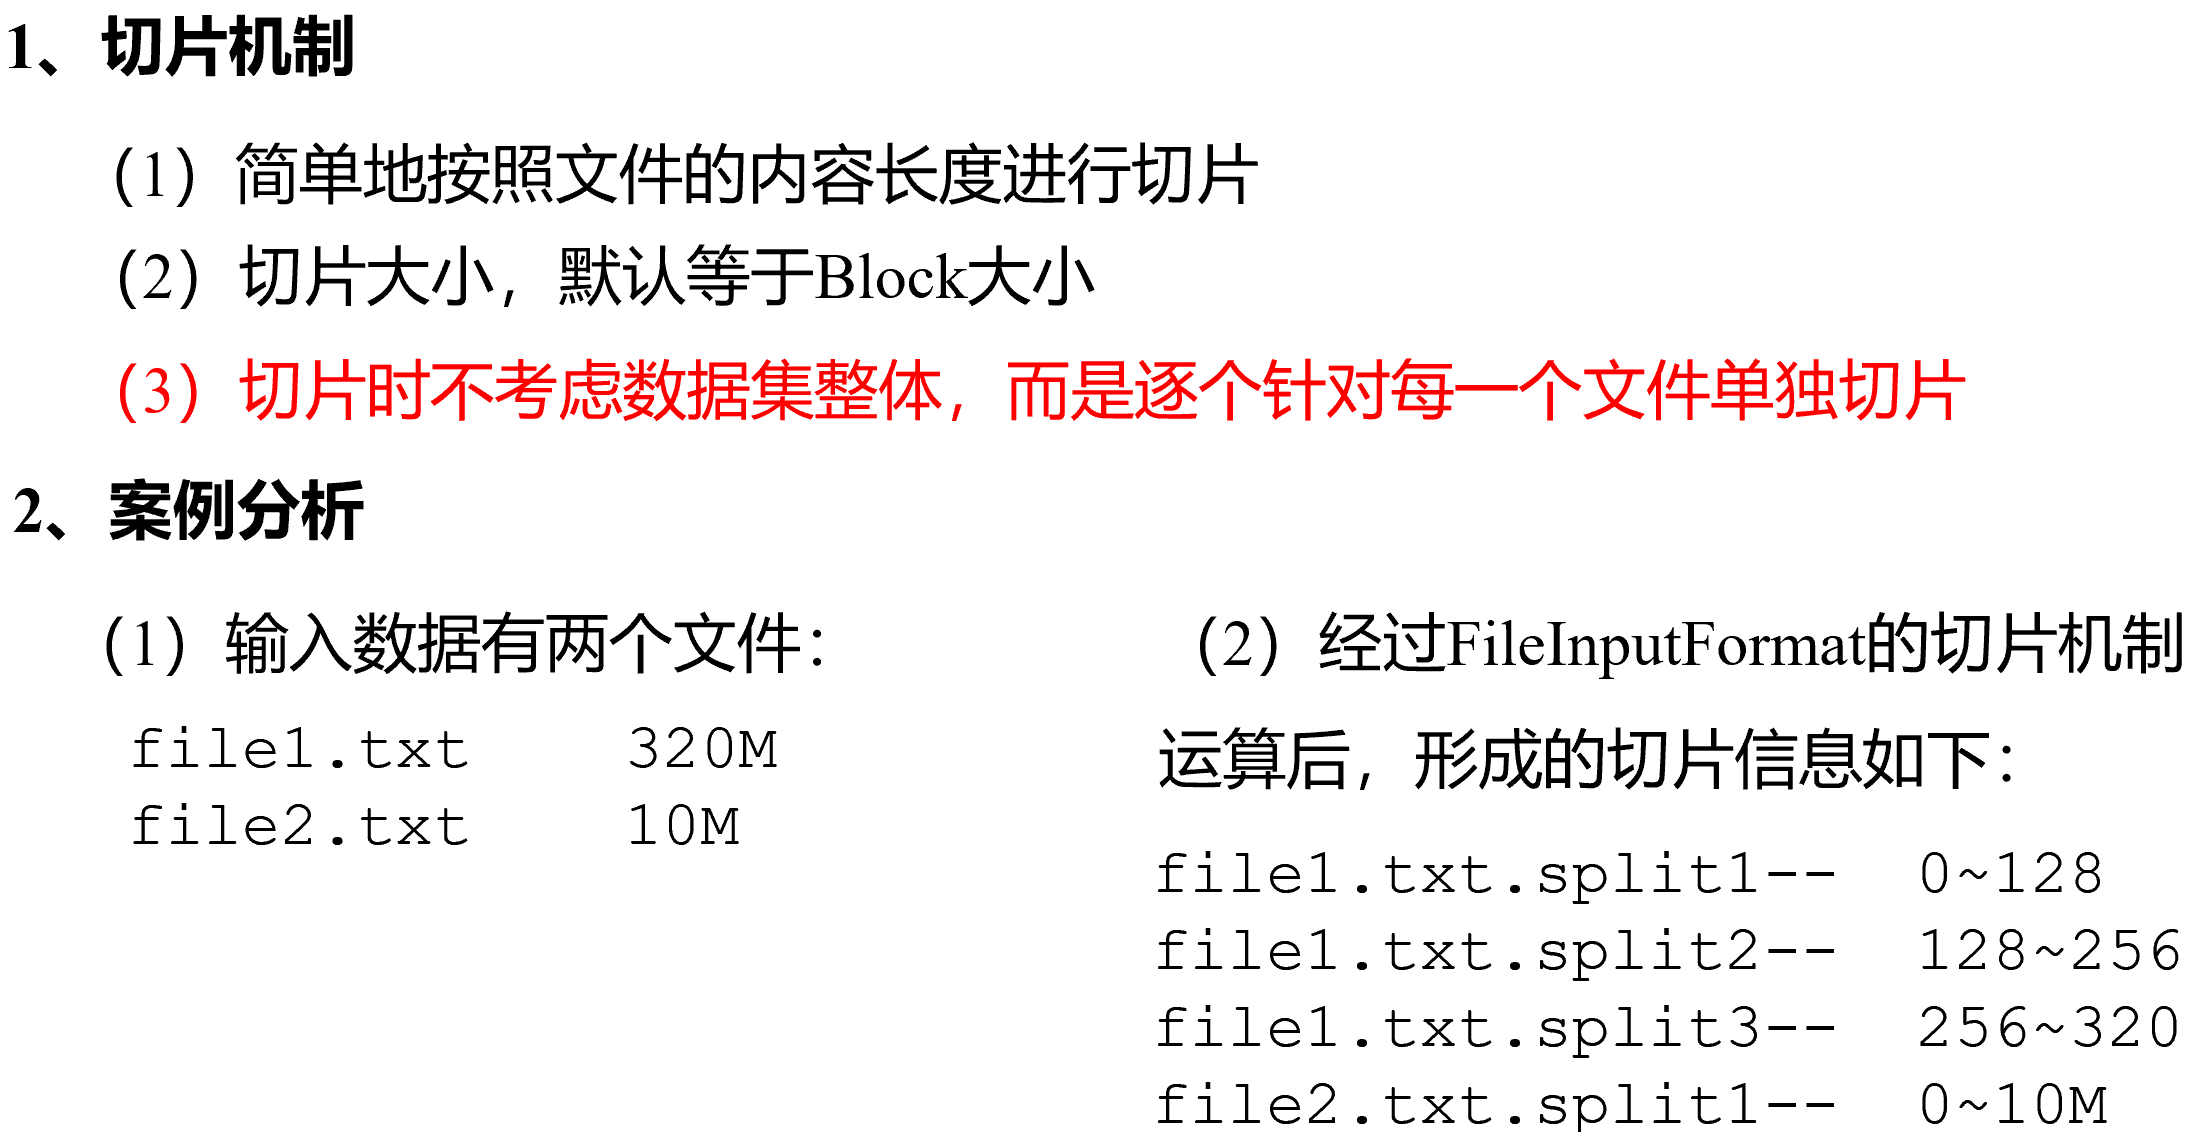 1、切片机制
（1）简单地按照文件的内容长度进行切片
（2）切片大小，默认等于Block大小
（3）切片时不考虑数据集整体，而是逐个针对每一个文件单独切片
2、案例分析
（1）输入数据有两个文件：
file1.txt 320M
file2.txt 10M
（2）经过FileInputFormat的切片机制
运算后，形成的切片信息如下：
file1.txt.split1-- 0~128
file1.txt.split2-- 128~256
file1.txt.split3-- 256~320
file2.txt.split1-- 0~10M